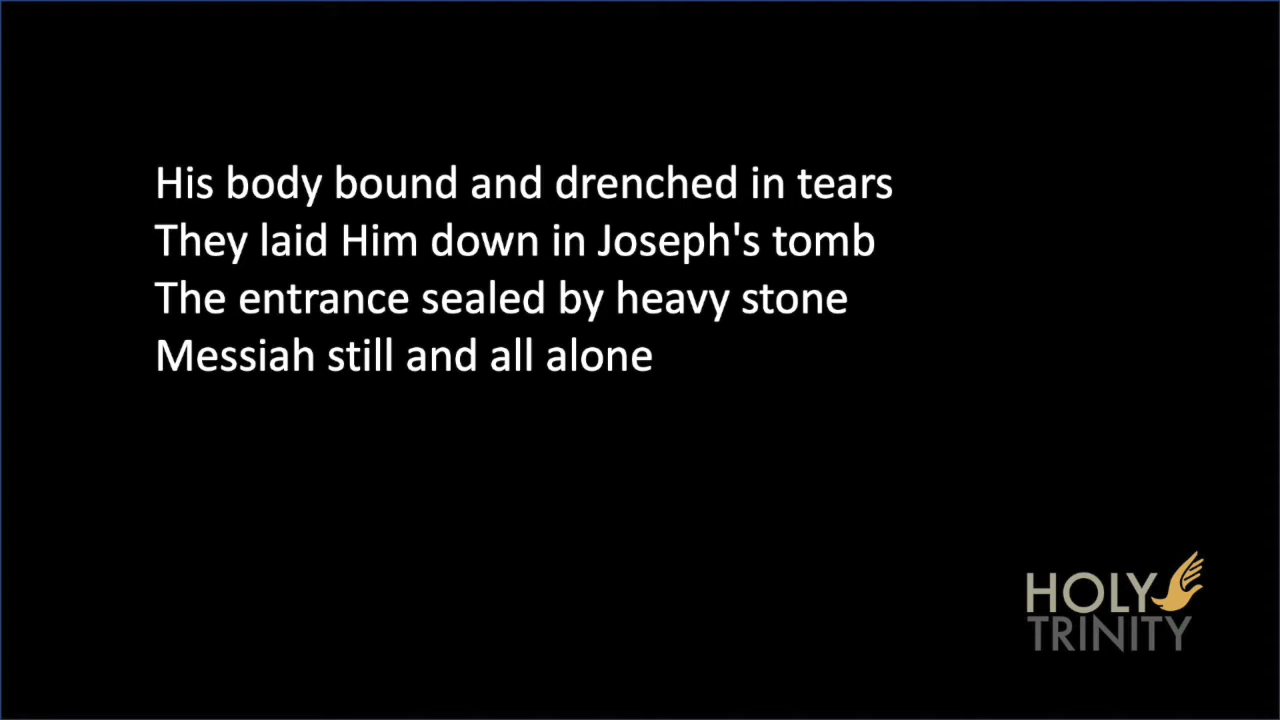 His body bound and drenched in tears
They laid Him down in Joseph's tomb
The entrance sealed by heavy stone
Messiah still and all alone
HOLY
TRINITY